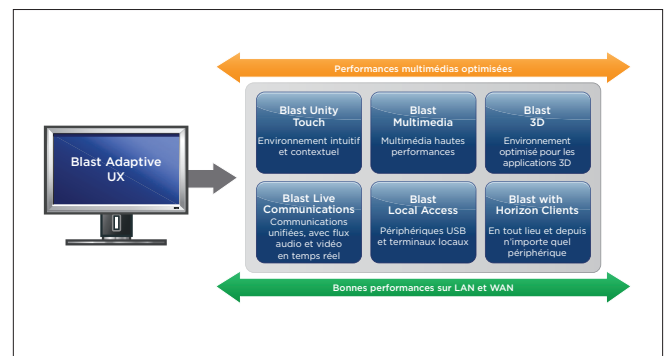 Performances multimédias optimisées
Blast Adaptive
UX
Blast Unity
Touch
Environnement intuitif
et contextuel
Blast
Multimedia
Multimédia hautes
performances
Blast
3D
Environnement
optimisé pour les
applications 3D
Blast Live
Communications
Communications
unifiées, avec flux
audio et vidéo
en temps réel
Blast
Local Access
Périphériques USB
et terminaux locaux
Blast with
Horizon Clients
En tout lieu et depuis
n'importe quel
périphérique
Bonnes performances sur LAN et WAN